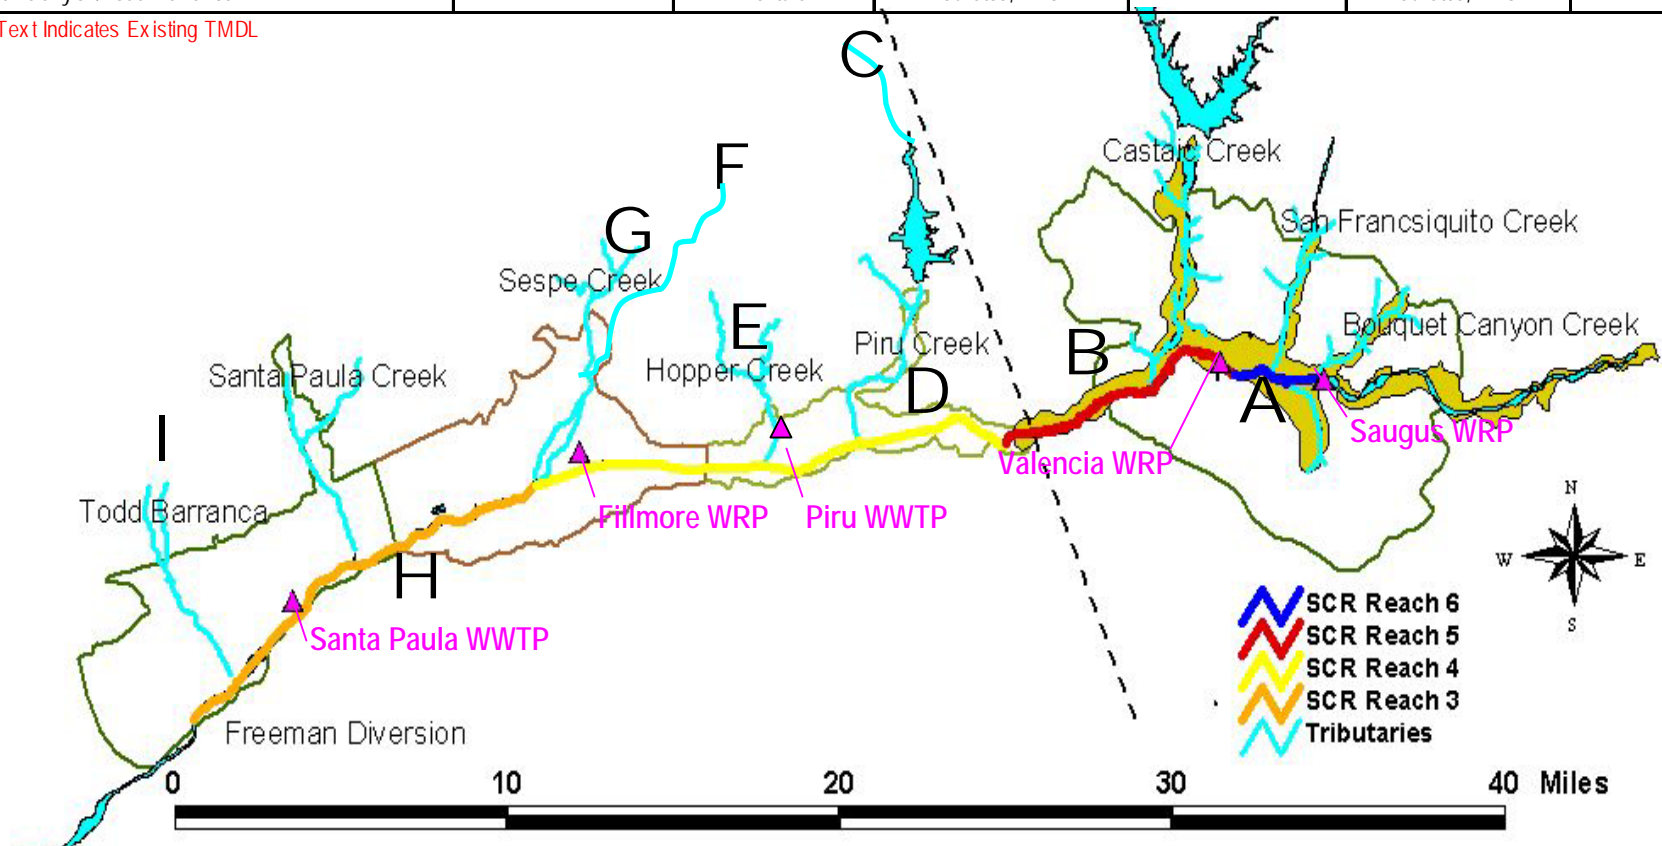 Text Indicates Existing TMDL
C
Castaic Creek
F
San Francsiquito Creek
G
Sespe Creek
E
Bouquet Canyon Creek
Piru Creek
B
Hopper Creek
Santa Paula Creek
D
A
I
Saugus WRP
Valencia WRP
Todd Barranca
Fillmore WRP
Piru WWTP
H
N
W
E
S
Santa Paula WWTP
SCR Reach 6
SCR Reach 5
SCR Reach 4
SCR Reach 3
Tributaries
Freeman Diversion
0 10 20 30 40 Miles